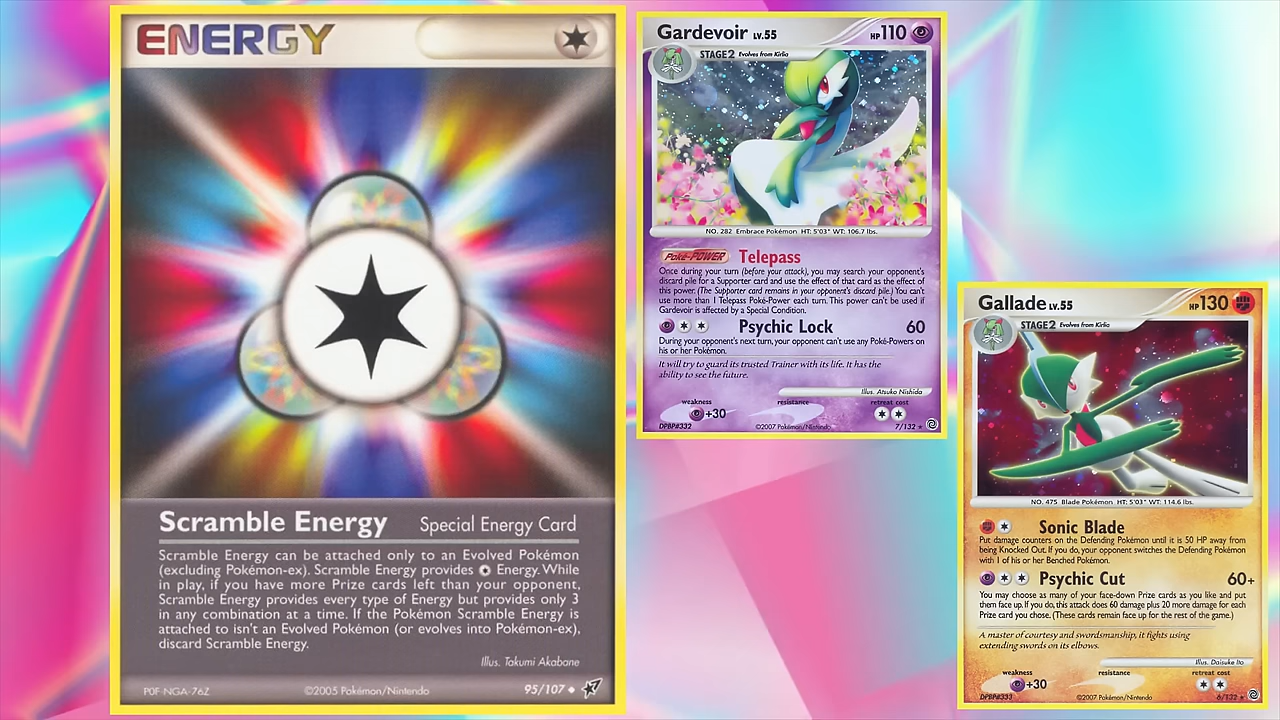 ENERGY
Scramble Energy Special Energy Card
Scramble Energy can be attached only to an Evolved Pokémon
(excluding Pokémon-ex). Scramble Energy provides Energy. While
in play, if you have more Prize cards left than your opponent,
Scramble Energy provides every type of Energy but provides only 3
in any combination at a time. If the Pokémon Scramble Energy is
attached to isn't an Evolved Pokémon (or evolves into Pokémon-ex),
discard Scramble Energy.
Illus. Takumi Akabane
POF-NGA-76Z ©2005 Pokémon/Nintendo 95/107
Gardevoir LV.55 HP 110
STAGE2 Evolves from Kirlia
NO. 282 Embrace Pokémon HT: 5'03" WT: 106.7 lbs.
Poké-POWER Telepass
Once during your turn (before your attack), you may search your opponent's
discard pile for a Supporter card and use the effect of that card as the effect of
this power. (The Supporter card remains in your opponent's discard pile.) You can't
use more than 1 Telepass Poké-Power each turn. This power can't be used if
Gardevoir is affected by a Special Condition.
Psychic Lock 60
During your opponent's next turn, your opponent can't use any Poké-Powers on
his or her Pokémon.
It will try to guard its trusted Trainer with its life. It has the
ability to see the future.
Illus. Atsuko Nishida
weakness resistance retreat cost
+30
DPBP#332 ©2007 Pokémon/Nintendo 7/132
Gallade LV.55 HP 130
STAGE2 Evolves from Kirlia
NO. 475 Blade Pokémon HT: 5'03" WT: 114.6 lbs.
Sonic Blade
Put damage counters on the Defending Pokémon until it is 50 HP away from
being Knocked Out. If you do, your opponent switches the Defending Pokémon
with 1 of his or her Benched Pokémon.
Psychic Cut 60+
You may choose as many of your face-down Prize cards as you like and put
them face up. If you do, this attack does 60 damage plus 20 more damage for each
Prize card you chose. (These cards remain face up for the rest of the game.)
A master of courtesy and swordsmanship, it fights using
extending swords on its elbows.
Illus. Daisuke Ito
weakness resistance retreat cost
+30
DPBP#333 ©2007 Pokémon/Nintendo 6/132